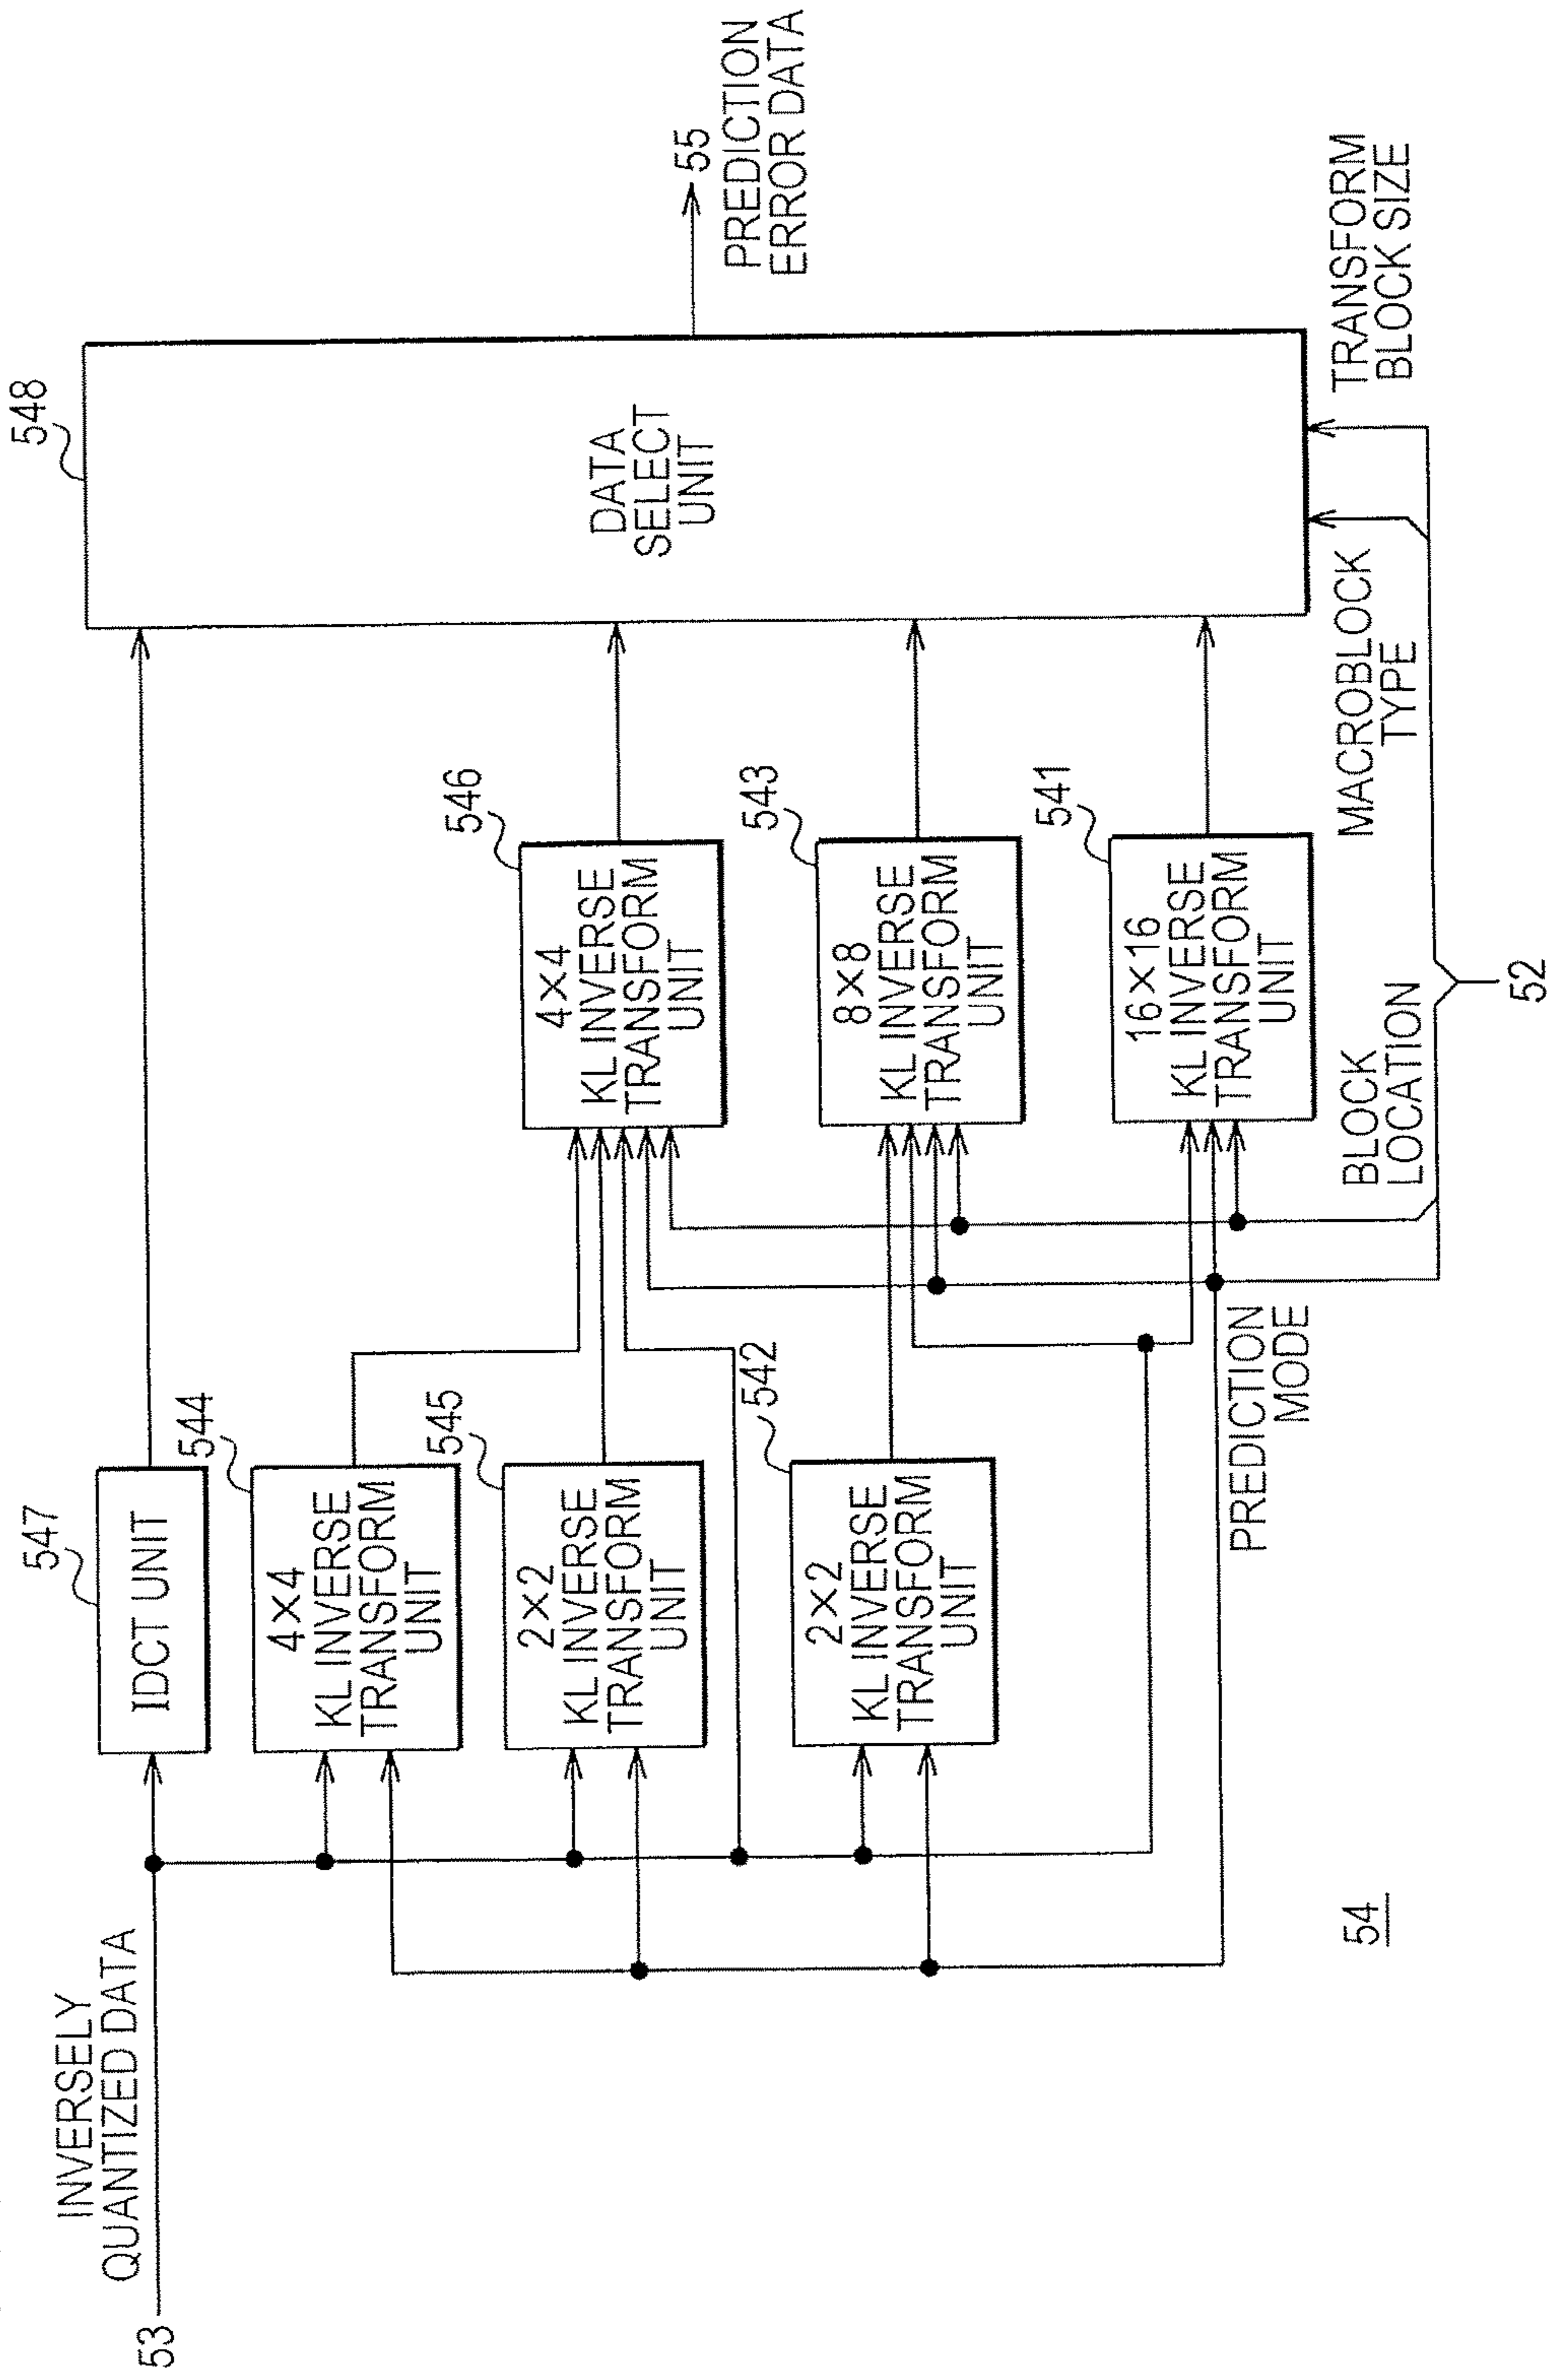 INVERSELY
QUANTIZED DATA
53
547
IDCT UNIT
544
4×4
KL INVERSE
TRANSFORM
UNIT
545
2×2
KL INVERSE
TRANSFORM
UNIT
542
2×2
KL INVERSE
TRANSFORM
UNIT
PREDICTION
MODE
54
546
4×4
KL INVERSE
TRANSFORM
UNIT
543
8×8
KL INVERSE
TRANSFORM
UNIT
541
16×16
KL INVERSE
TRANSFORM
UNIT
BLOCK
LOCATION
MACROBLOCK
TYPE
52
548
DATA
SELECT
UNIT
TRANSFORM
BLOCK SIZE
55
PREDICTION
ERROR DATA